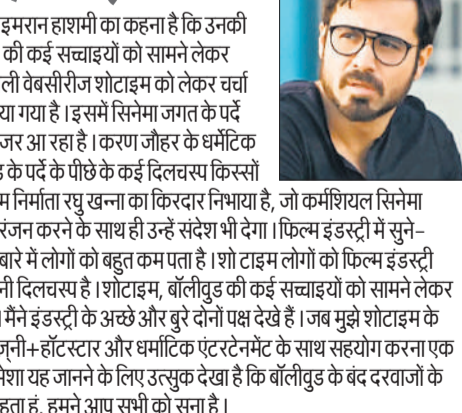 इमरान हाशमी का कहना है कि उनकी
की कई सच्चाइयों को सामने लेकर
ली वेबसीरीज शोटाइम को लेकर चर्चा
या गया है । इसमें सिनेमा जगत के पर्दे
जर आ रहा है । करण जौहर के धर्मेटिक
के पर्दे के पीछे के कई दिलचस्प किस्सों
म निर्माता रघु खन्ना का किरदार निभाया है, जो कर्मशियल सिनेमा
रंजन करने के साथ ही उन्हें संदेश भी देगा । फिल्म इंडस्ट्री में सुने–
बारे में लोगों को बहुत कम पता है । शो टाइम लोगों को फिल्म इंडस्ट्री
नी दिलचस्प है । शोटाइम, बॉलीवुड की कई सच्चाइयों को सामने लेकर
मैंने इंडस्ट्री के अच्छे और बुरे दोनों पक्ष देखे हैं । जब मुझे शोटाइम के
ज़्नी+हॉटस्टार और धर्माटिक एंटरटेनमेंट के साथ सहयोग करना एक
मेशा यह जानने के लिए उत्सुक देखा है कि बॉलीवुड के बंद दरवाजों के
हता हूं, हमने आप सभी को सुना है ।